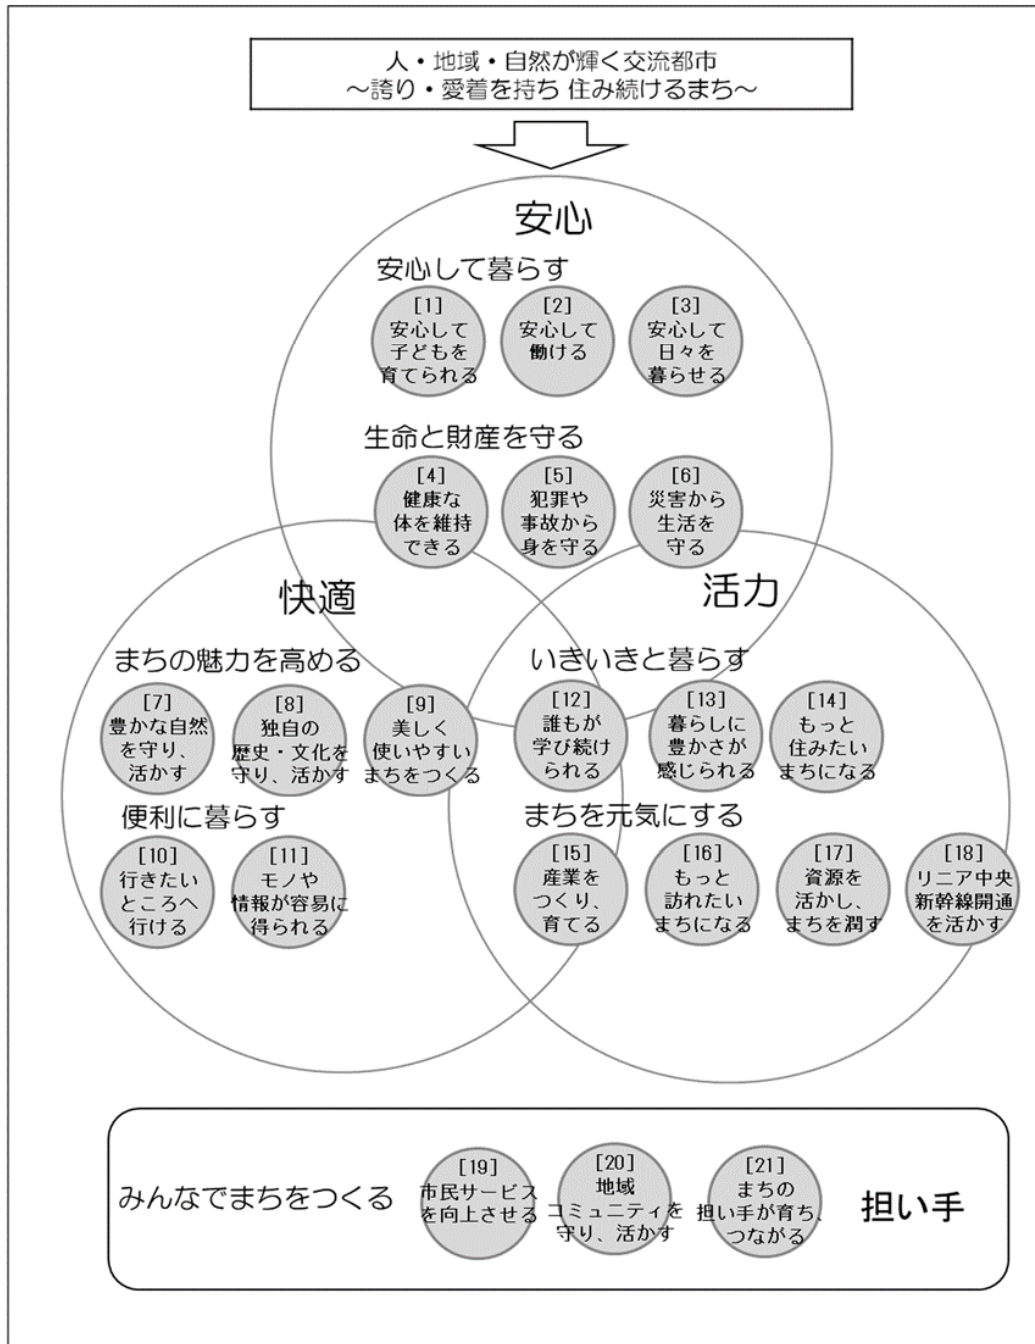 人・地域・自然が輝く交流都市
～誇り・愛着を持ち 住み続けるまち～
安心
安心して暮らす
[1]
安心して
子どもを
育てられる
[2]
安心して
働ける
[3]
安心して
日々を
暮らせる
生命と財産を守る
[4]
健康な
体を維持
できる
[5]
犯罪や
事故から
身を守る
[6]
災害から
生活を
守る
快適
まちの魅力を高める
[7]
豊かな自然
を守り、
活かす
[8]
独自の
歴史・文化を
守り、活かす
[9]
美しく
使いやすい
まちをつくる
便利に暮らす
[10]
行きたい
ところへ
行ける
[11]
モノや
情報が容易に
得られる
活力
いきいきと暮らす
[12]
誰もが
学び続け
られる
[13]
暮らしに
豊かさが
感じられる
[14]
もっと
住みたい
まちになる
まちを元気にする
[15]
産業を
つくり、
育てる
[16]
もっと
訪れたい
まちになる
[17]
資源を
活かし、
まちを潤す
[18]
リニア中央
新幹線開通
を活かす
みんなでまちをつくる
[19]
市民サービス
を向上させる
[20]
地域
コミュニティを
守り、活かす
[21]
まちの
担い手が育ち、
つながる
担い手